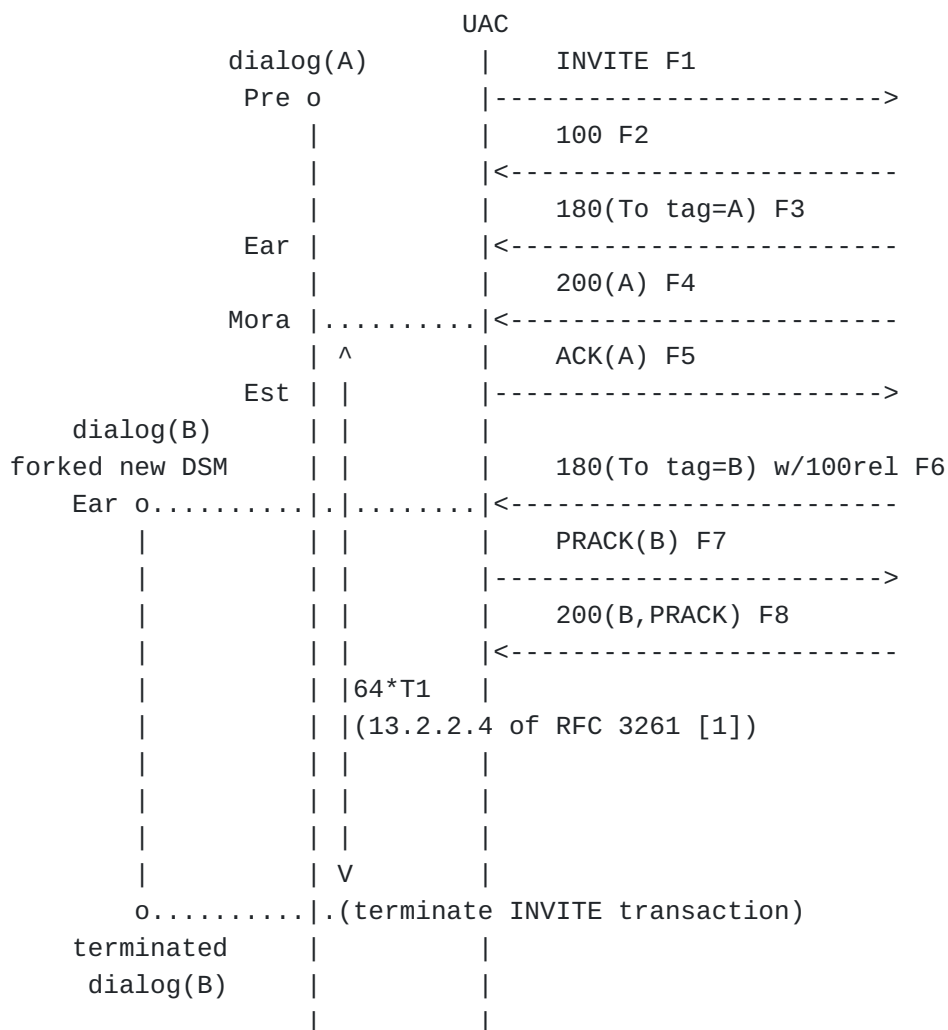 UAC
dialog(A) | INVITE F1
Pre o |-------------------------->
| | 100 F2
| |<--------------------------
| | 180(To tag=A) F3
Ear | |<--------------------------
| | 200(A) F4
Mora |..........|<--------------------------
| ^ | ACK(A) F5
Est | | |-------------------------->
dialog(B) | | |
forked new DSM | | | 180(To tag=B) w/100rel F6
Ear o..........|.|........|<--------------------------
| | | | PRACK(B) F7
| | | |-------------------------->
| | | | 200(B,PRACK) F8
| | | |<--------------------------
| | |64*T1 |
| | |(13.2.2.4 of RFC 3261 [1])
| | | |
| | | |
| | | |
| | V |
o..........|.(terminate INVITE transaction)
terminated | |
dialog(B) | |
| |